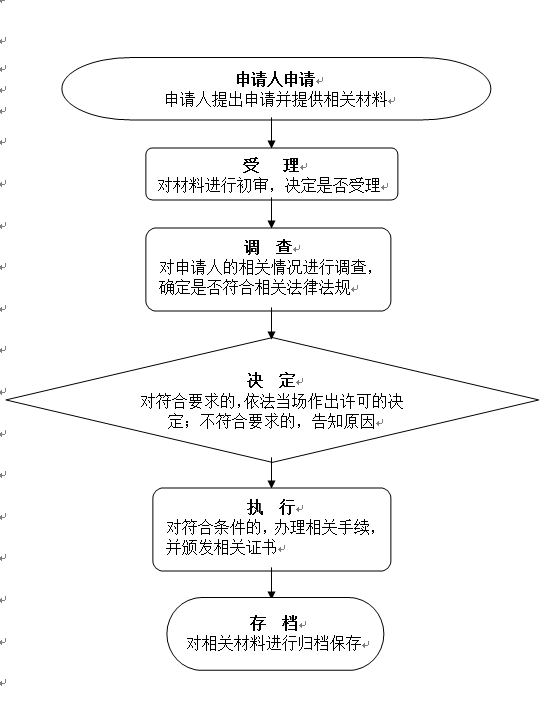 申请人申请
申请人提出申请并提供相关材料
受 理
对材料进行初审，决定是否受理
调 查
对申请人的相关情况进行调查，
确定是否符合相关法律法规
决 定
对符合要求的，依法当场作出许可的决
定；不符合要求的，告知原因
执 行
对符合条件的，办理相关手续，
并颁发相关证书
存 档
对相关材料进行归档保存